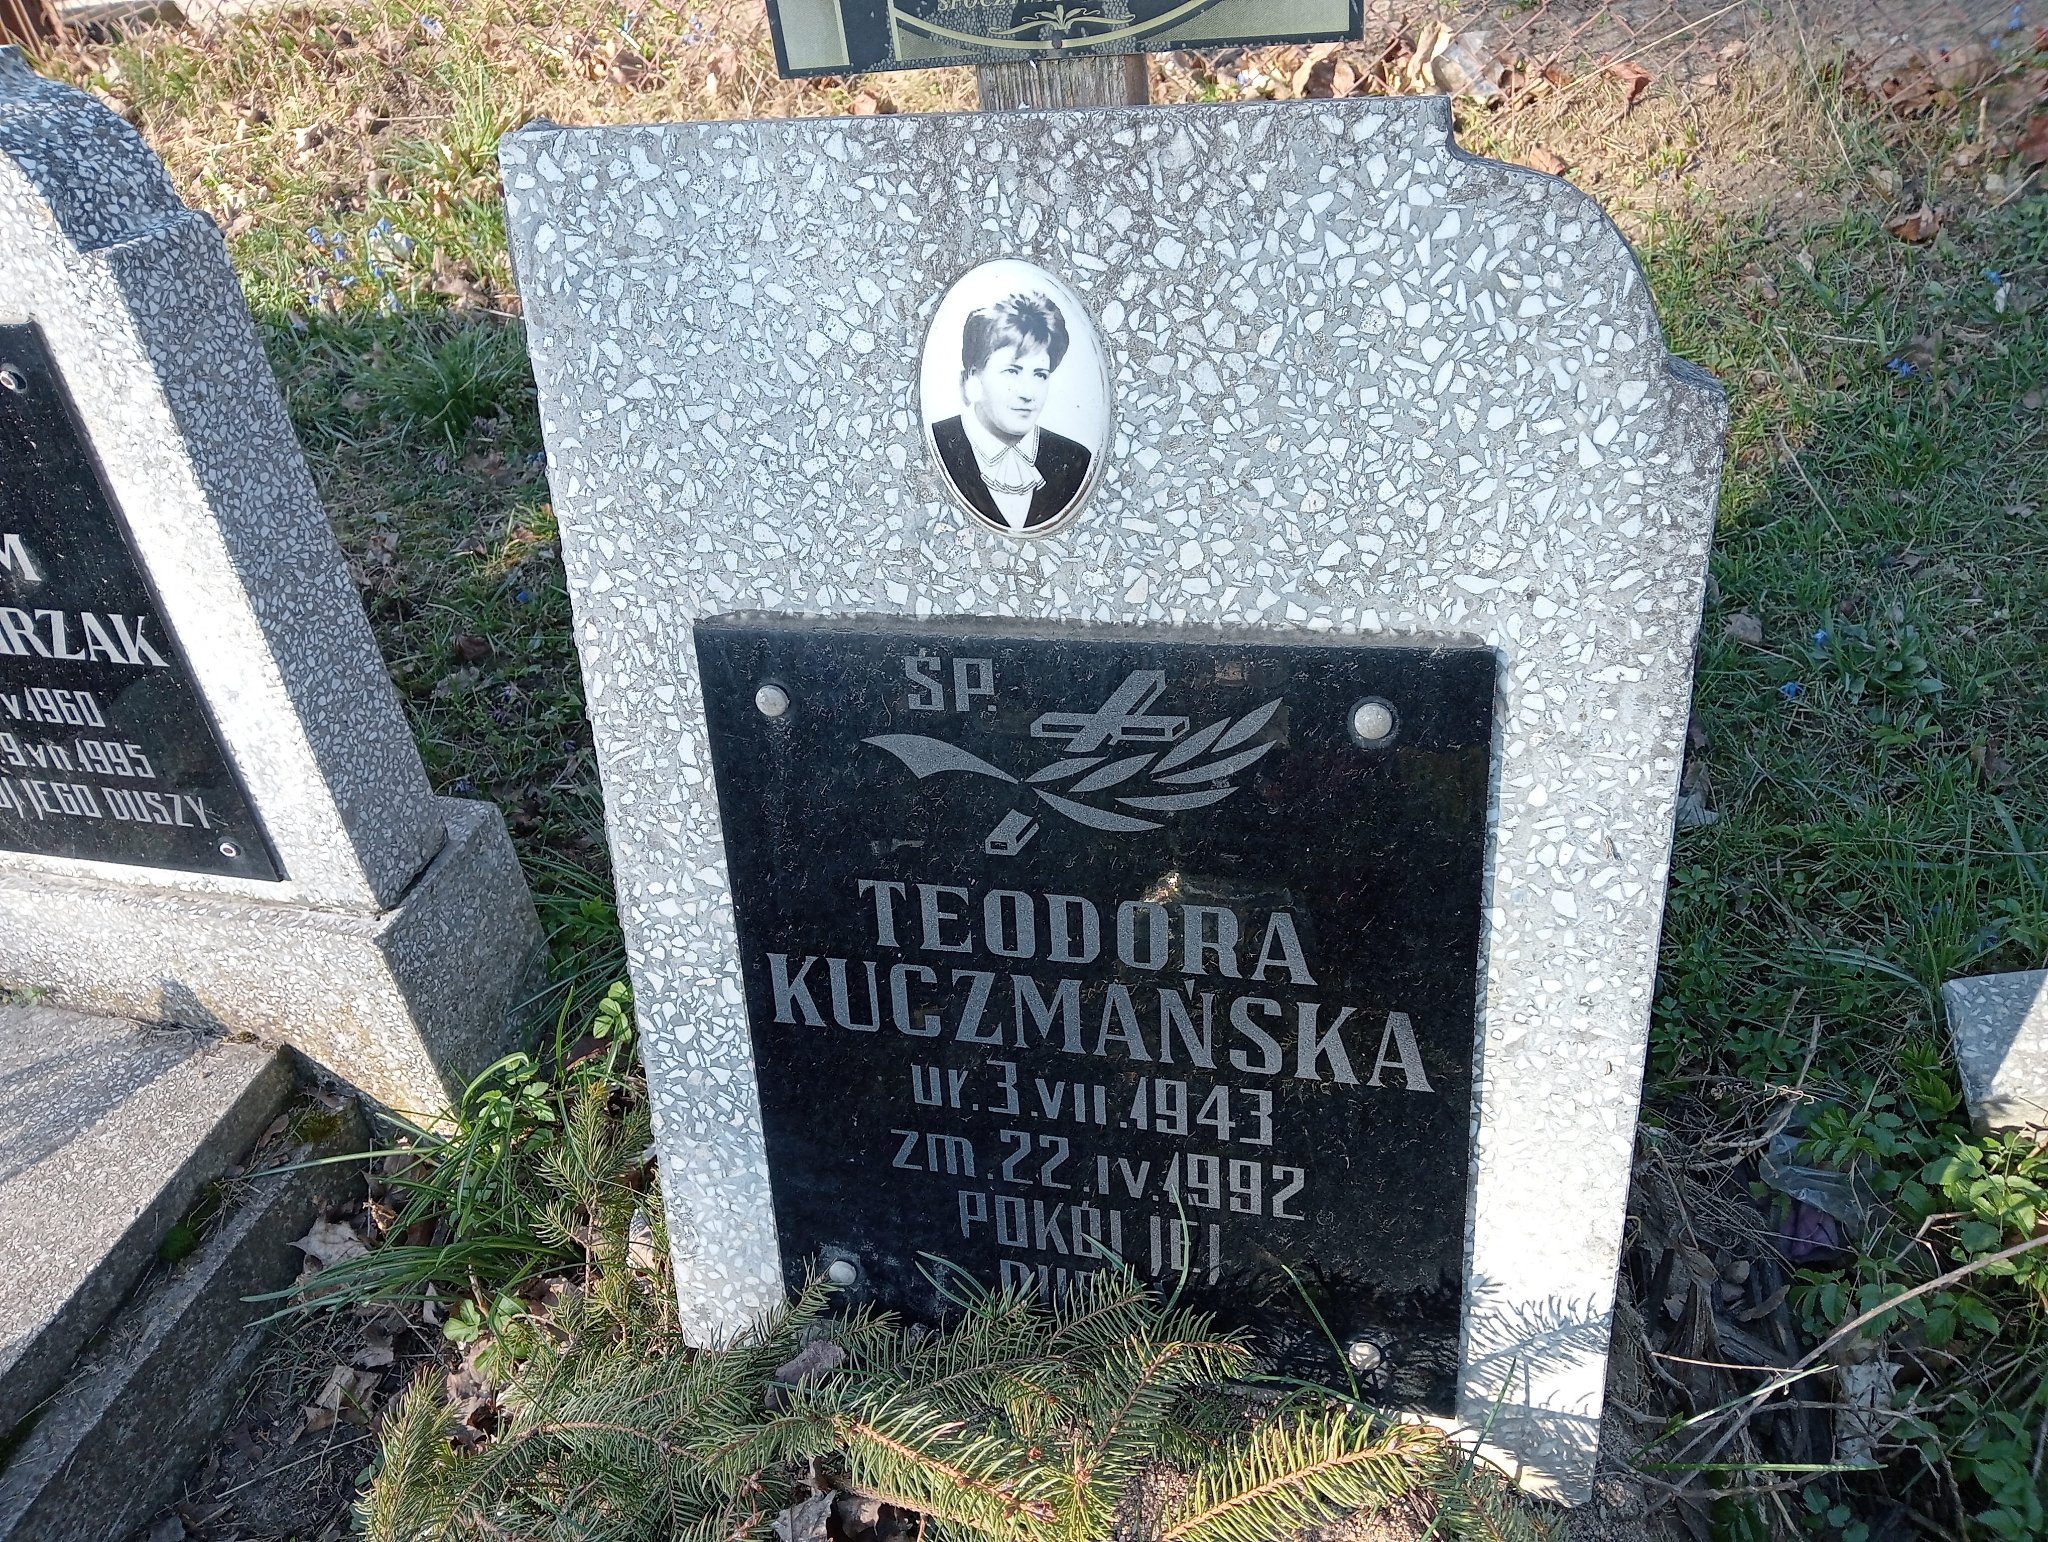 ŚP.
TEODORA
KUCZMAŃSKA
ur. 3.VII.1943
zm. 22.IV.1992
POKÓJ JEJ
M
RZAK
V.1960
9.VII.1995
JEGO DUSZY